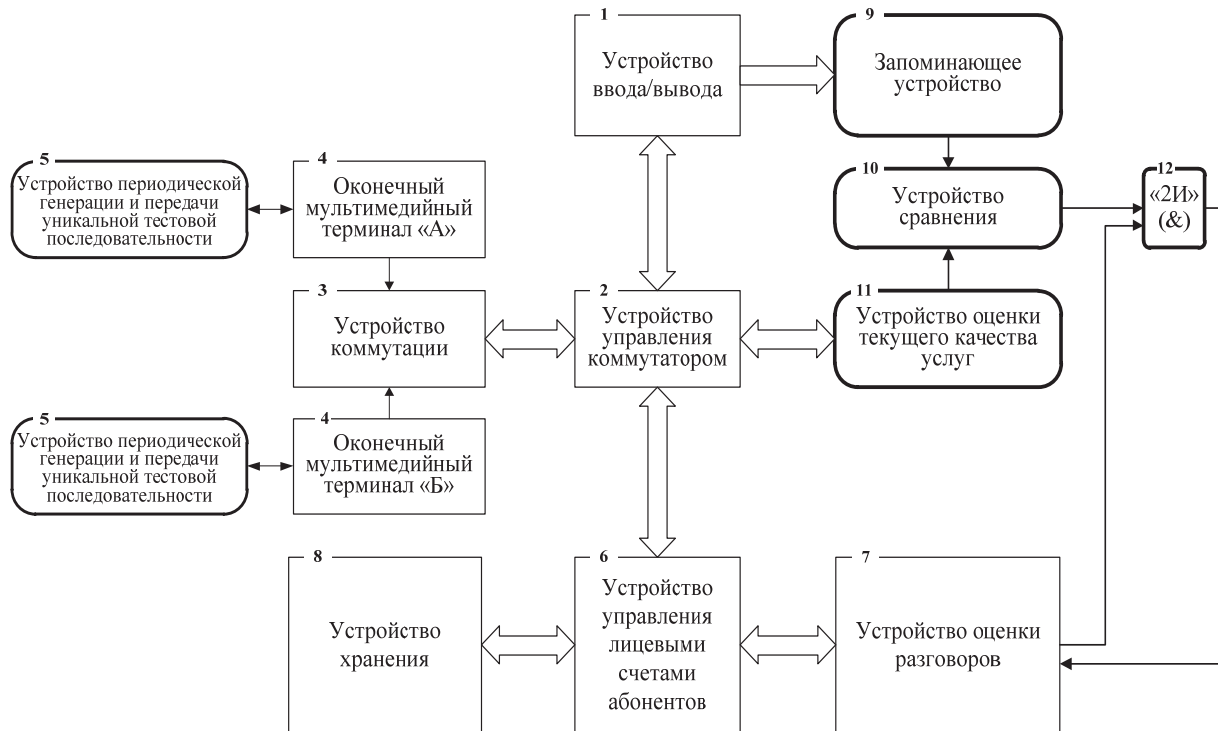 1
Устройство
ввода/вывода
9
Запоминающее
устройство
5
Устройство периодической
генерации и передачи
уникальной тестовой
последовательности
4
Оконечный
мультимедийный
терминал «А»
10
Устройство
сравнения
12
«2И»
(&)
3
Устройство
коммутации
2
Устройство
управления
коммутатором
11
Устройство оценки
текущего качества
услуг
5
Устройство периодической
генерации и передачи
уникальной тестовой
последовательности
4
Оконечный
мультимедийный
терминал «Б»
8
Устройство
хранения
6
Устройство
управления
лицевыми
счетами
абонентов
7
Устройство оценки
разговоров